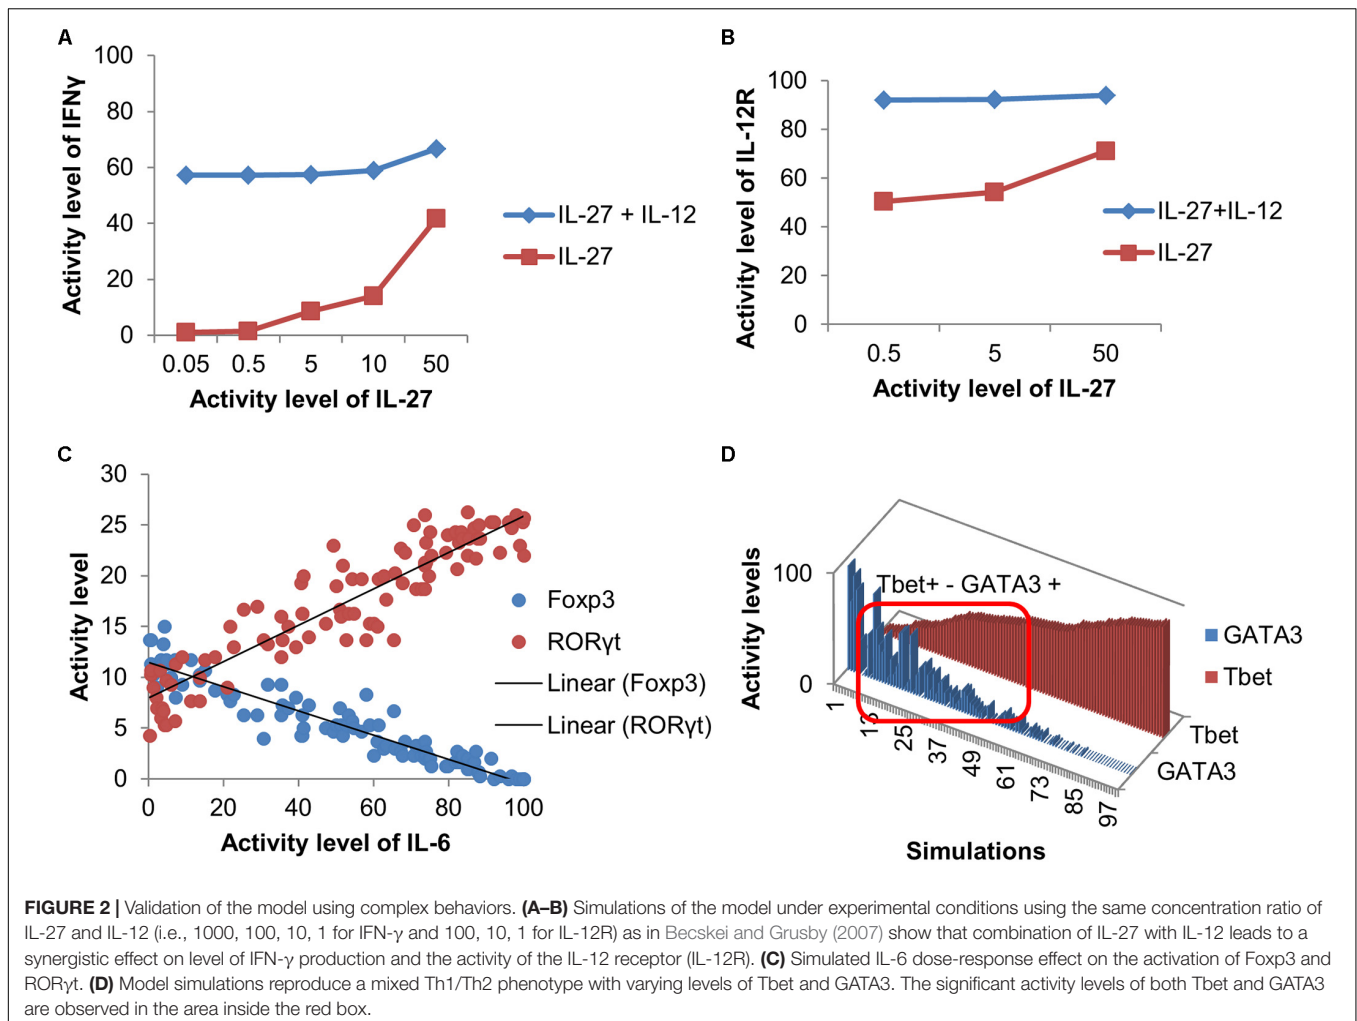 A
Activity level of IFNγ
100
80
60
40
20
0
0.05 0.5 5 10 50
Activity level of IL-27
IL-27 + IL-12
IL-27
B
Activity level of IL-12R
100
80
60
40
20
0
0.5 5 50
Activity level of IL-27
IL-27+IL-12
IL-27
C
Activity level
30
25
20
15
10
5
0
0 20 40 60 80 100
Activity level of IL-6
Foxp3
RORγt
Linear (Foxp3)
Linear (RORγt)
D
Activity levels
100
0
Tbet+ - GATA3 +
1 13 25 37 49 61 73 85 97
Simulations
Tbet
GATA3
GATA3
Tbet
FIGURE 2 | Validation of the model using complex behaviors. (A–B) Simulations of the model under experimental conditions using the same concentration ratio of
IL-27 and IL-12 (i.e., 1000, 100, 10, 1 for IFN-γ and 100, 10, 1 for IL-12R) as in Becskei and Grusby (2007) show that combination of IL-27 with IL-12 leads to a
synergistic effect on level of IFN-γ production and the activity of the IL-12 receptor (IL-12R). (C) Simulated IL-6 dose-response effect on the activation of Foxp3 and
RORγt. (D) Model simulations reproduce a mixed Th1/Th2 phenotype with varying levels of Tbet and GATA3. The significant activity levels of both Tbet and GATA3
are observed in the area inside the red box.